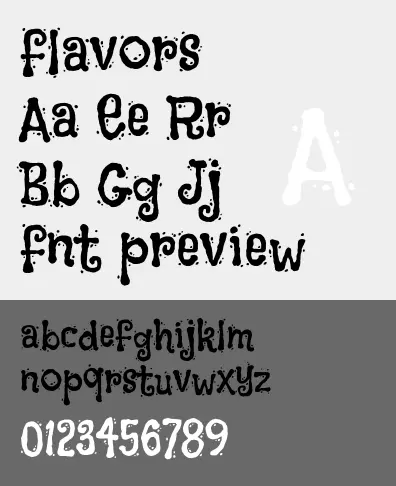 flavors
Aa Ee Rr
A
Bb Gg Jj
fnt preview
abcdefghijklm
nopqrstuvwxyz
0123456789